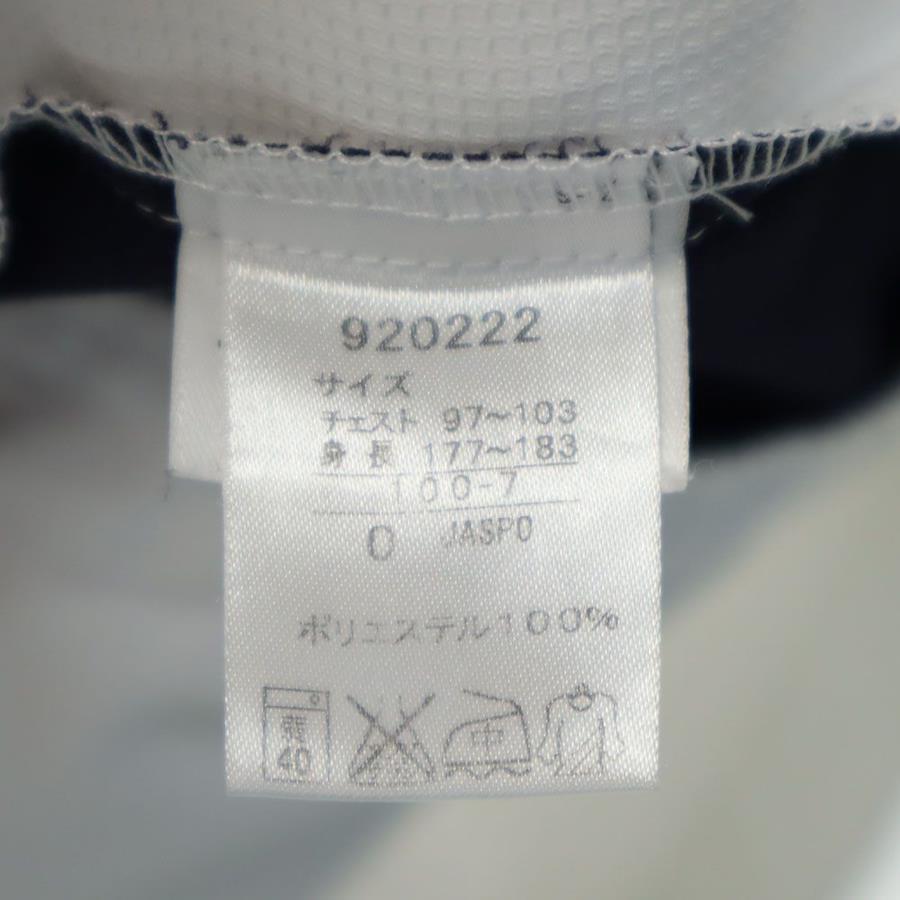 920222
サイズ
チェスト 97〜103
身長 177〜183
100-7
O JASPO
ポリエステル100%
40
中